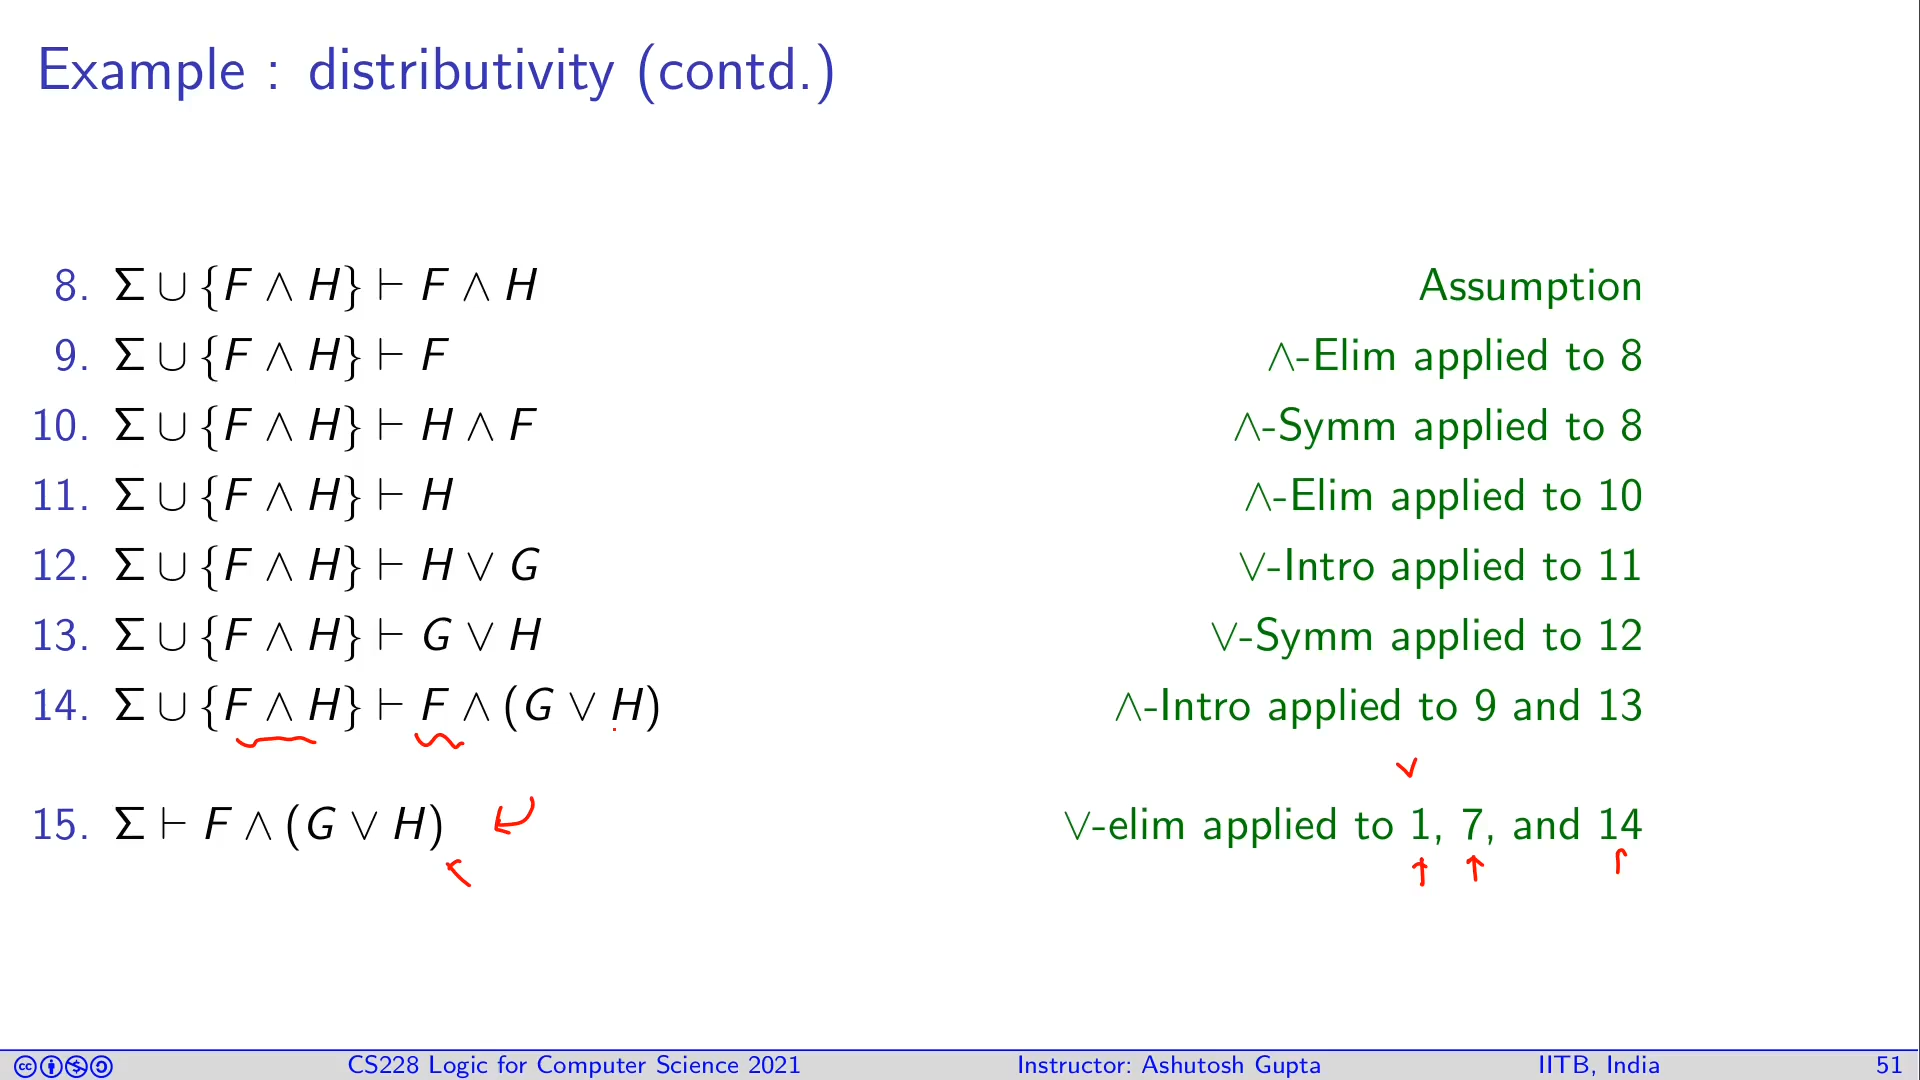 Example : distributivity (contd.)
8. Σ ∪ {F ∧ H} ⊢ F ∧ H Assumption
9. Σ ∪ {F ∧ H} ⊢ F ∧-Elim applied to 8
10. Σ ∪ {F ∧ H} ⊢ H ∧ F ∧-Symm applied to 8
11. Σ ∪ {F ∧ H} ⊢ H ∧-Elim applied to 10
12. Σ ∪ {F ∧ H} ⊢ H ∨ G ∨-Intro applied to 11
13. Σ ∪ {F ∧ H} ⊢ G ∨ H ∨-Symm applied to 12
14. Σ ∪ {F ∧ H} ⊢ F ∧ (G ∨ H) ∧-Intro applied to 9 and 13
15. Σ ⊢ F ∧ (G ∨ H) ∨-elim applied to 1, 7, and 14
CS228 Logic for Computer Science 2021 Instructor: Ashutosh Gupta IITB, India 51